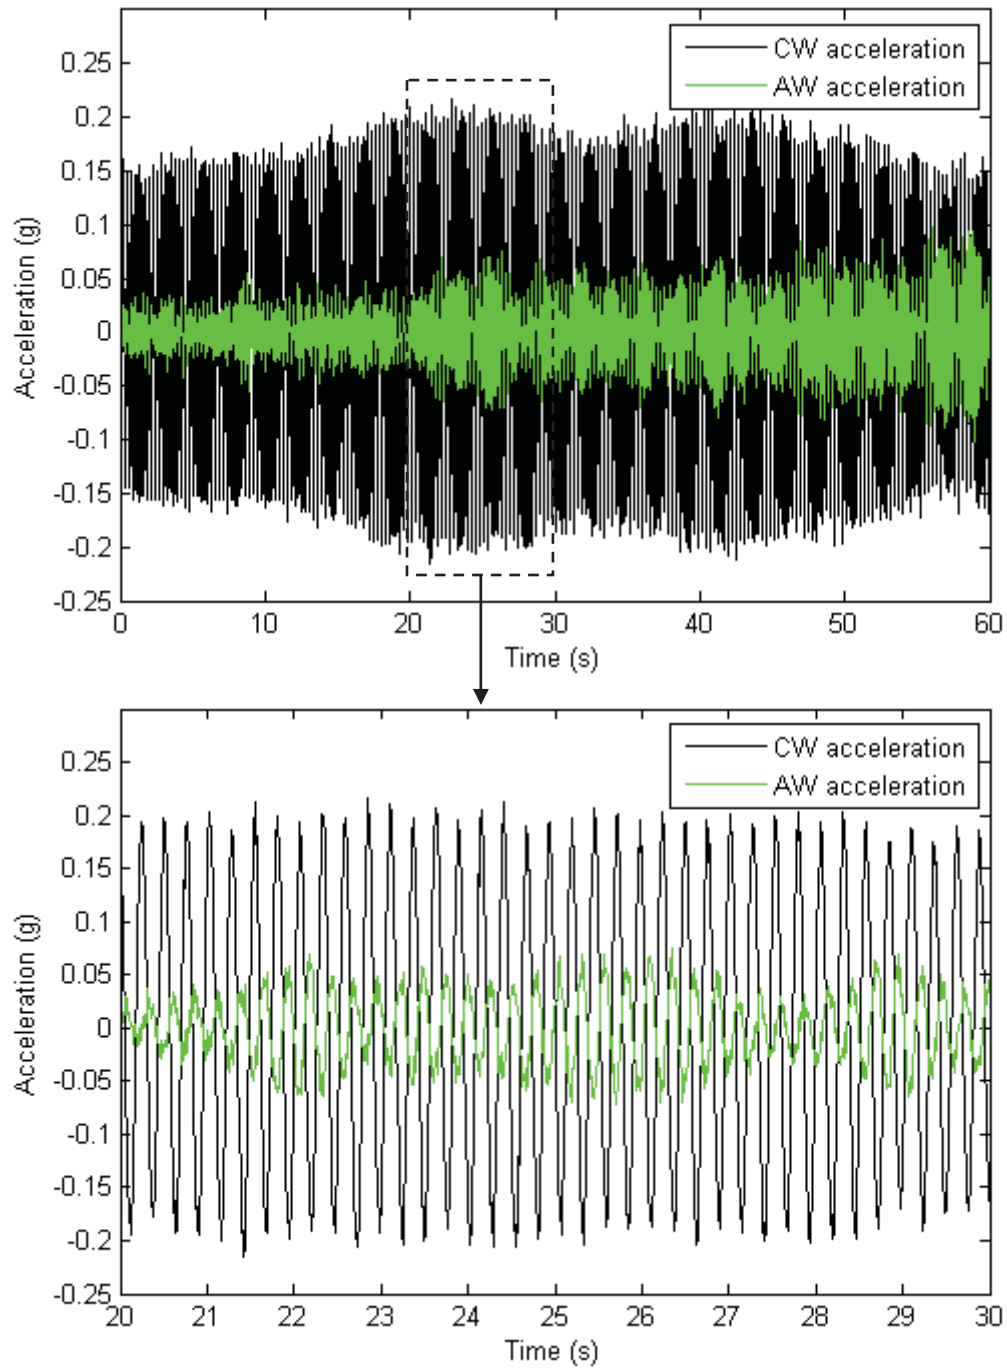 CW acceleration
AW acceleration
0.25
0.2
0.15
0.1
0.05
0
-0.05
-0.1
-0.15
-0.2
-0.25
Acceleration (g)
0 10 20 30 40 50 60
Time (s)
CW acceleration
AW acceleration
0.25
0.2
0.15
0.1
0.05
0
-0.05
-0.1
-0.15
-0.2
-0.25
Acceleration (g)
20 21 22 23 24 25 26 27 28 29 30
Time (s)